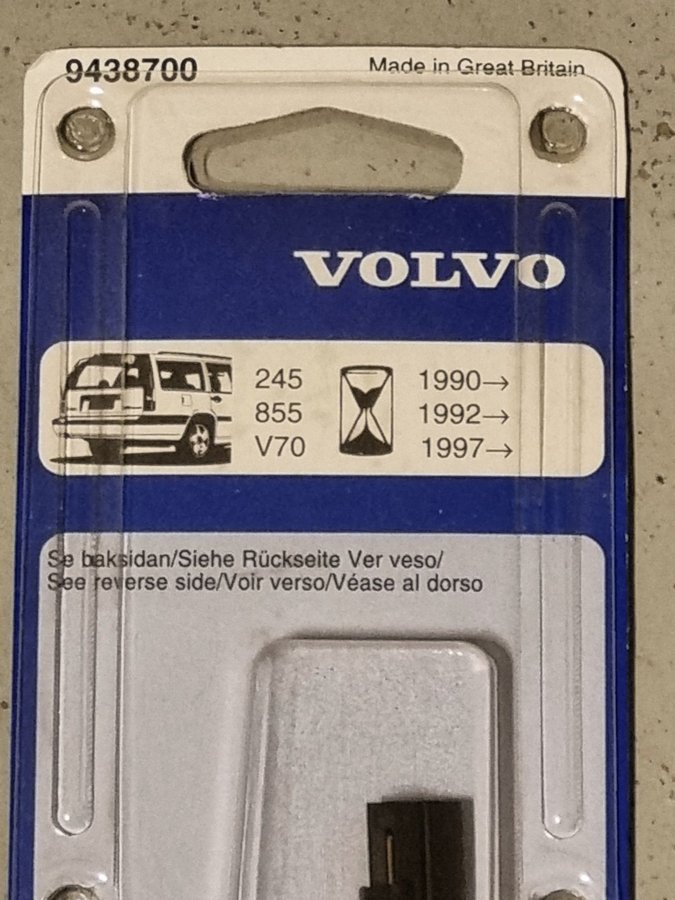 9438700 Made in Great Britain
VOLVO
245 1990→
855 1992→
V70 1997→
Se baksidan/Siehe Rückseite Ver veso/
See reverse side/Voir verso/Véase al dorso